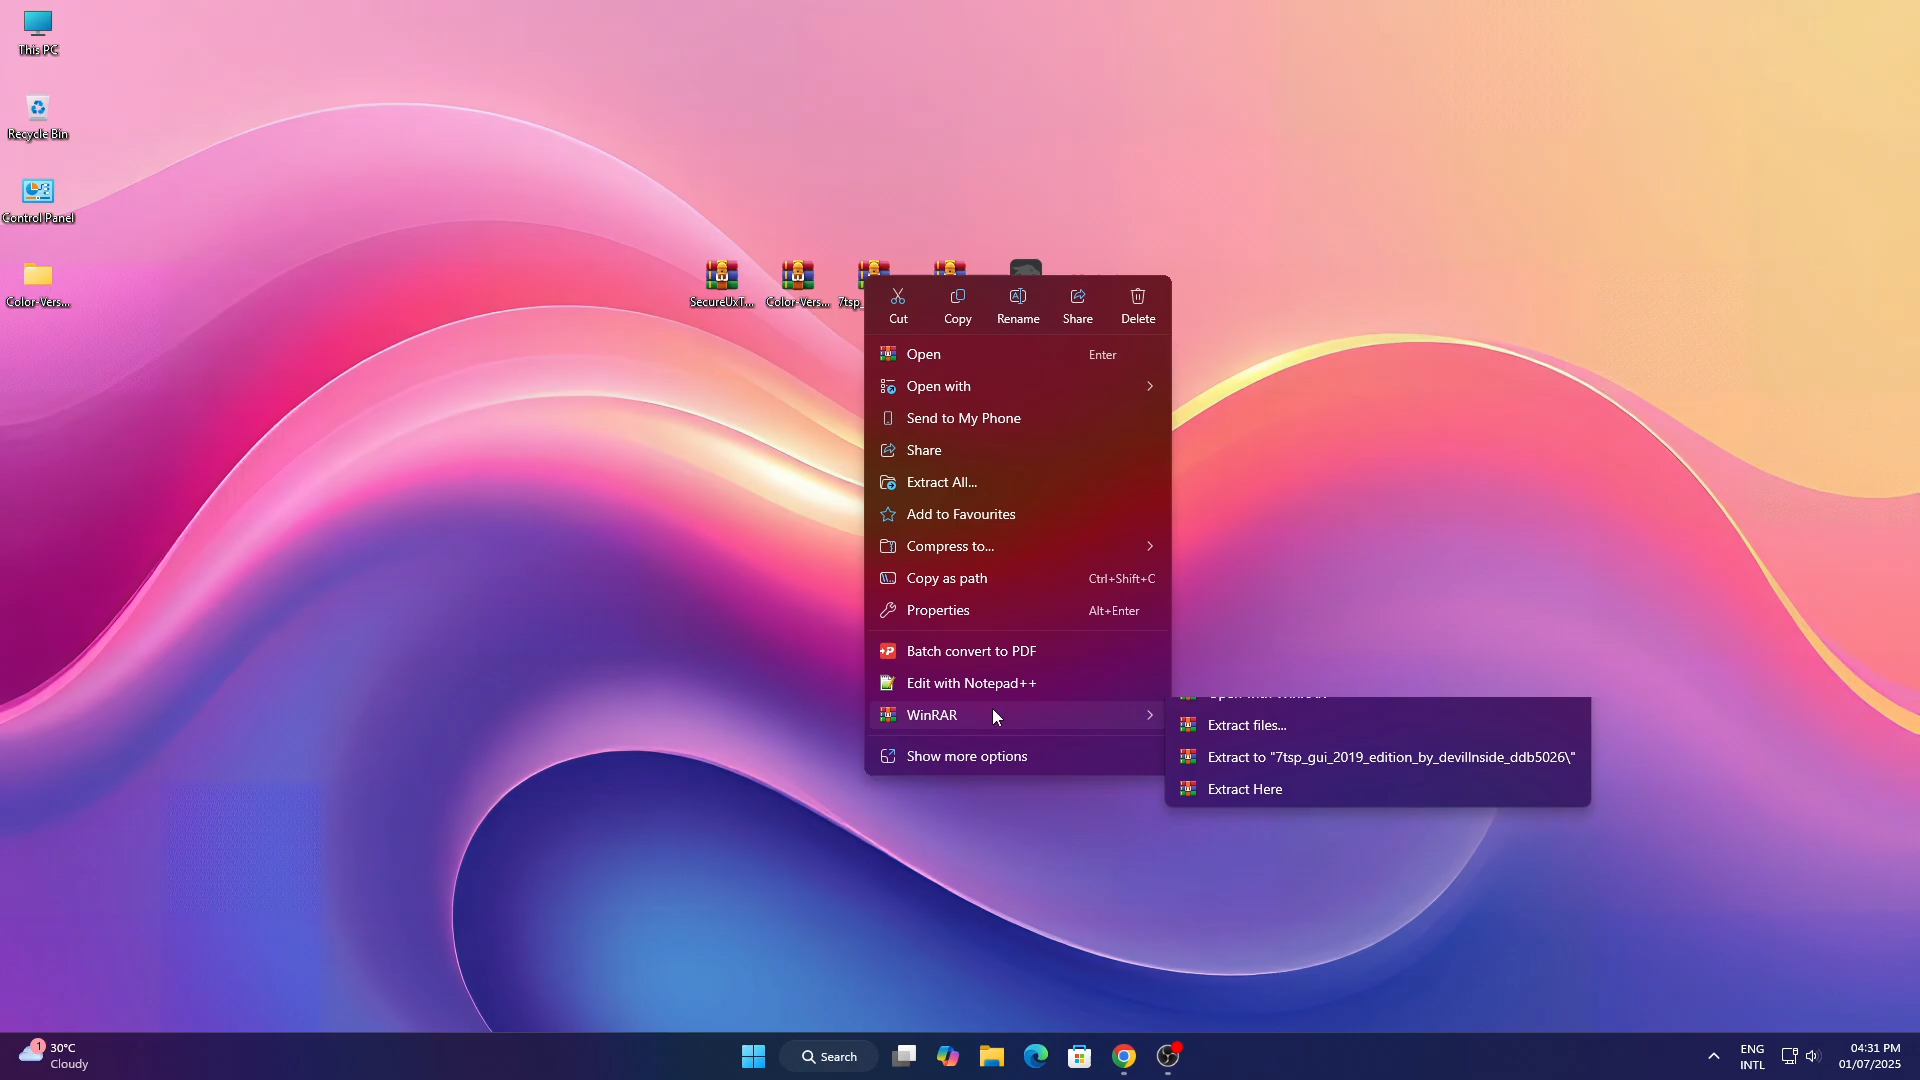 This PC
Recycle Bin
Control Panel
Color-Vers...
SecureUxT...
Color-Vers...
7tsp_
Cut
Copy
Rename
Share
Delete
Open
Enter
Open with
Send to My Phone
Share
Extract All...
Add to Favourites
Compress to...
Copy as path
Ctrl+Shift+C
Properties
Alt+Enter
Batch convert to PDF
Edit with Notepad++
WinRAR
Show more options
Extract files...
Extract to "7tsp_gui_2019_edition_by_devillnside_ddb5026\"
Extract Here
1
30°C
Cloudy
Search
ENG
INTL
04:31 PM
01/07/2025